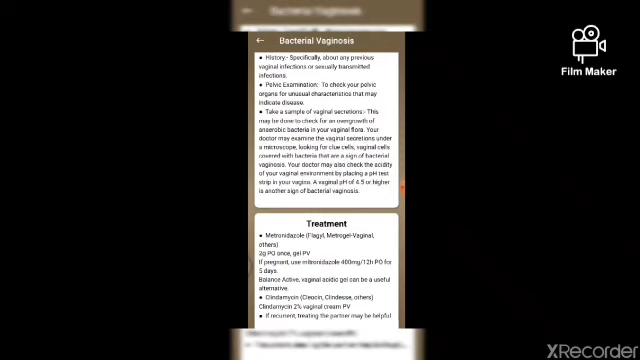 Bacterial Vaginosis
Bacterial Vaginosis
● History:- Specifically, about any previous
vaginal infections or sexually transmitted
infections.
● Pelvic Examination: To check your pelvic
organs for unusual characteristics that may
indicate disease.
● Take a sample of vaginal secretions:- This
may be done to check for an overgrowth of
anaerobic bacteria in your vaginal flora. Your
doctor may examine the vaginal secretions under
a microscope, looking for clue cells, vaginal cells
covered with bacteria that are a sign of bacterial
vaginosis. Your doctor may also check the acidity
of your vaginal environment by placing a pH test
strip in your vagina. A vaginal pH of 4.5 or higher
is another sign of bacterial vaginosis.
Treatment
● Metronidazole (Flagyl, Metrogel-Vaginal,
others)
2g PO once, gel PV
If pregnant, use mitronidazole 400mg/12h PO for
5 days.
Balance Active, vaginal acidic gel can be a useful
alternative.
● Clindamycin (Cleocin, Clindesse, others)
Clindamycin 2% vaginal cream PV
● If recurrent, treating the partner may be helpful
Film Maker
XRecorder